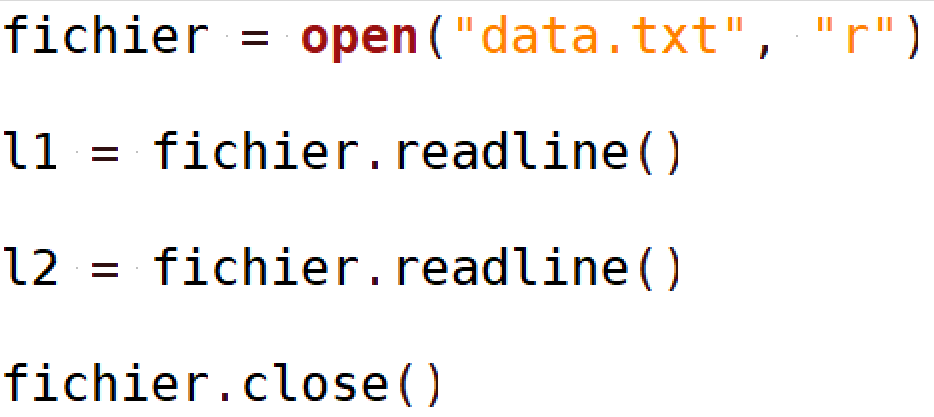 fichier = open("data.txt", "r")
l1 = fichier.readline()
l2 = fichier.readline()
fichier.close()